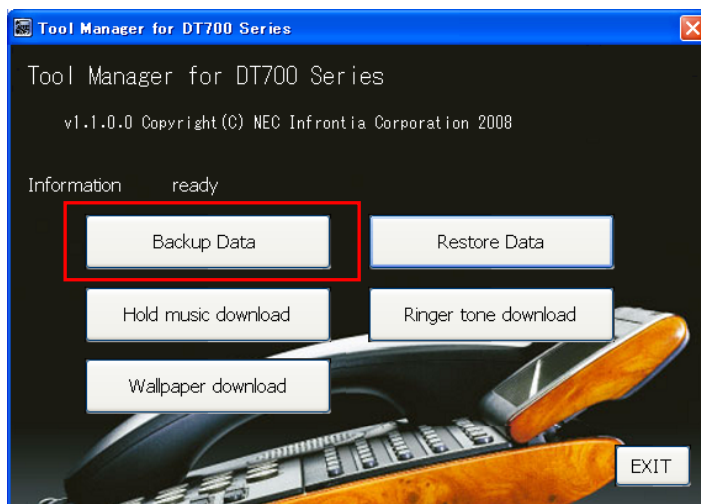 Tool Manager for DT700 Series
Tool Manager for DT700 Series
v1.1.0.0 Copyright(C) NEC Infrontia Corporation 2008
Information ready
Backup Data Restore Data
Hold music download Ringer tone download
Wallpaper download
EXIT